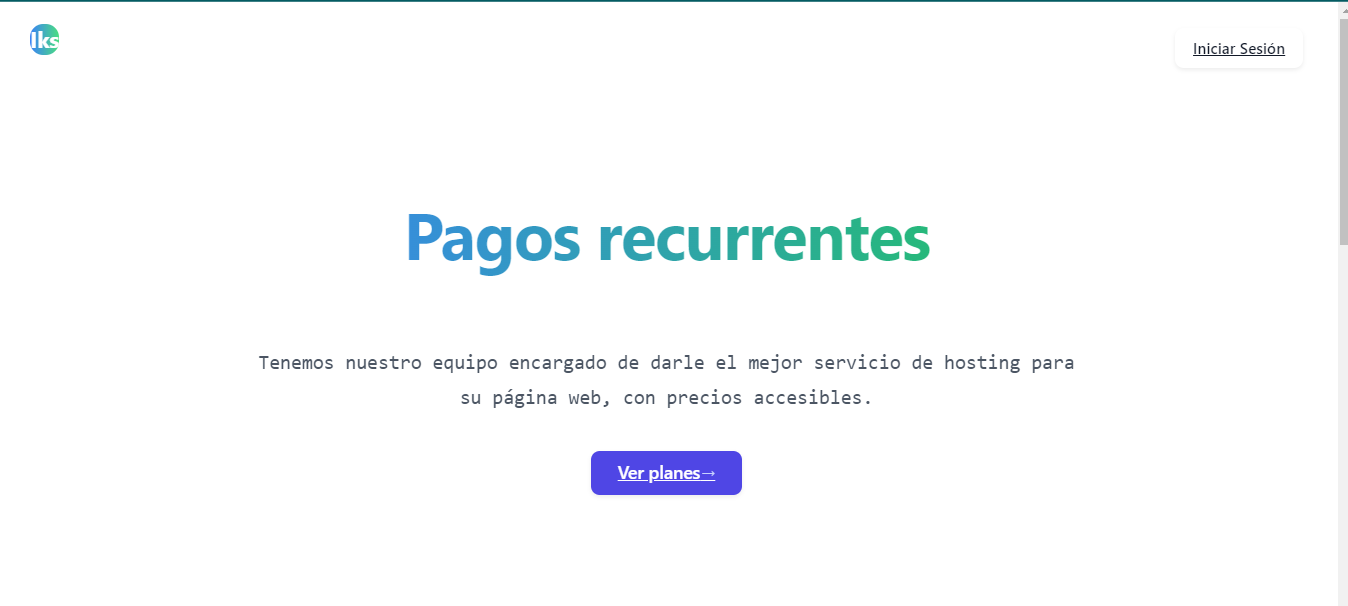 lks
Iniciar Sesión
Pagos recurrentes
Tenemos nuestro equipo encargado de darle el mejor servicio de hosting para
su página web, con precios accesibles.
Ver planes→